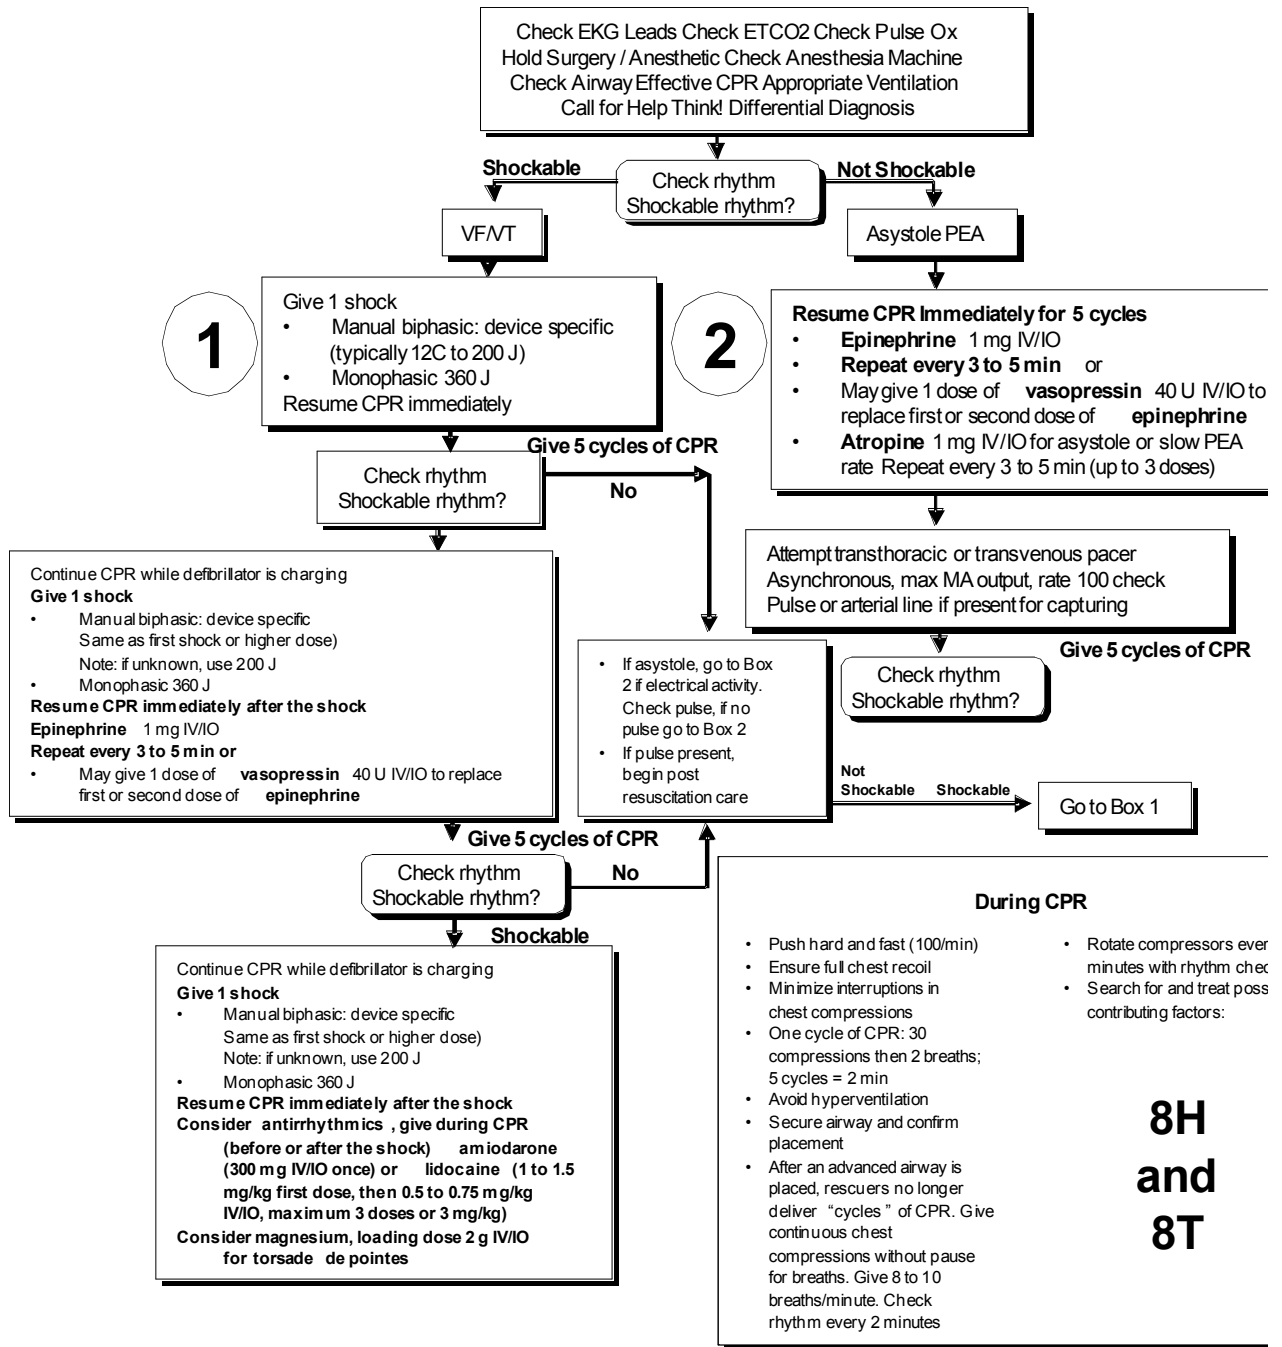 Check EKG Leads Check ETCO2 Check Pulse Ox
Hold Surgery / Anesthetic Check Anesthesia Machine
Check Airway Effective CPR Appropriate Ventilation
Call for Help Think! Differential Diagnosis
Shockable
Check rhythm
Shockable rhythm?
Not Shockable
VF/VT
Asystole PEA
1
Give 1 shock
• Manual biphasic: device specific
(typically 12C to 200 J)
• Monophasic 360 J
Resume CPR immediately
2
Resume CPR Immediately for 5 cycles
• Epinephrine 1 mg IV/IO
• Repeat every 3 to 5 min or
• May give 1 dose of vasopressin 40 U IV/IO to
replace first or second dose of epinephrine
• Atropine 1 mg IV/IO for asystole or slow PEA
rate Repeat every 3 to 5 min (up to 3 doses)
Give 5 cycles of CPR
Check rhythm
Shockable rhythm?
No
Attempt transthoracic or transvenous pacer
Asynchronous, max MA output, rate 100 check
Pulse or arterial line if present for capturing
Give 5 cycles of CPR
Check rhythm
Shockable rhythm?
Continue CPR while defibrillator is charging
Give 1 shock
• Manual biphasic: device specific
Same as first shock or higher dose)
Note: if unknown, use 200 J
• Monophasic 360 J
Resume CPR immediately after the shock
Epinephrine 1 mg IV/IO
Repeat every 3 to 5 min or
• May give 1 dose of vasopressin 40 U IV/IO to replace
first or second dose of epinephrine
• If asystole, go to Box
2 if electrical activity.
Check pulse, if no
pulse go to Box 2
• If pulse present,
begin post
resuscitation care
Not
Shockable Shockable
Go to Box 1
Give 5 cycles of CPR
Check rhythm
Shockable rhythm?
No
Shockable
Continue CPR while defibrillator is charging
Give 1 shock
• Manual biphasic: device specific
Same as first shock or higher dose)
Note: if unknown, use 200 J
• Monophasic 360 J
Resume CPR immediately after the shock
Consider antirrhythmics , give during CPR
(before or after the shock) amiodarone
(300 mg IV/IO once) or lidocaine (1 to 1.5
mg/kg first dose, then 0.5 to 0.75 mg/kg
IV/IO, maximum 3 doses or 3 mg/kg)
Consider magnesium, loading dose 2 g IV/IO
for torsade de pointes
During CPR
• Push hard and fast (100/min)
• Ensure full chest recoil
• Minimize interruptions in
chest compressions
• One cycle of CPR: 30
compressions then 2 breaths;
5 cycles = 2 min
• Avoid hyperventilation
• Secure airway and confirm
placement
• After an advanced airway is
placed, rescuers no longer
deliver “cycles” of CPR. Give
continuous chest
compressions without pause
for breaths. Give 8 to 10
breaths/minute. Check
rhythm every 2 minutes
• Rotate compressors
minutes with rhythm
• Search for and treat
contributing factors:
8H
and
8T